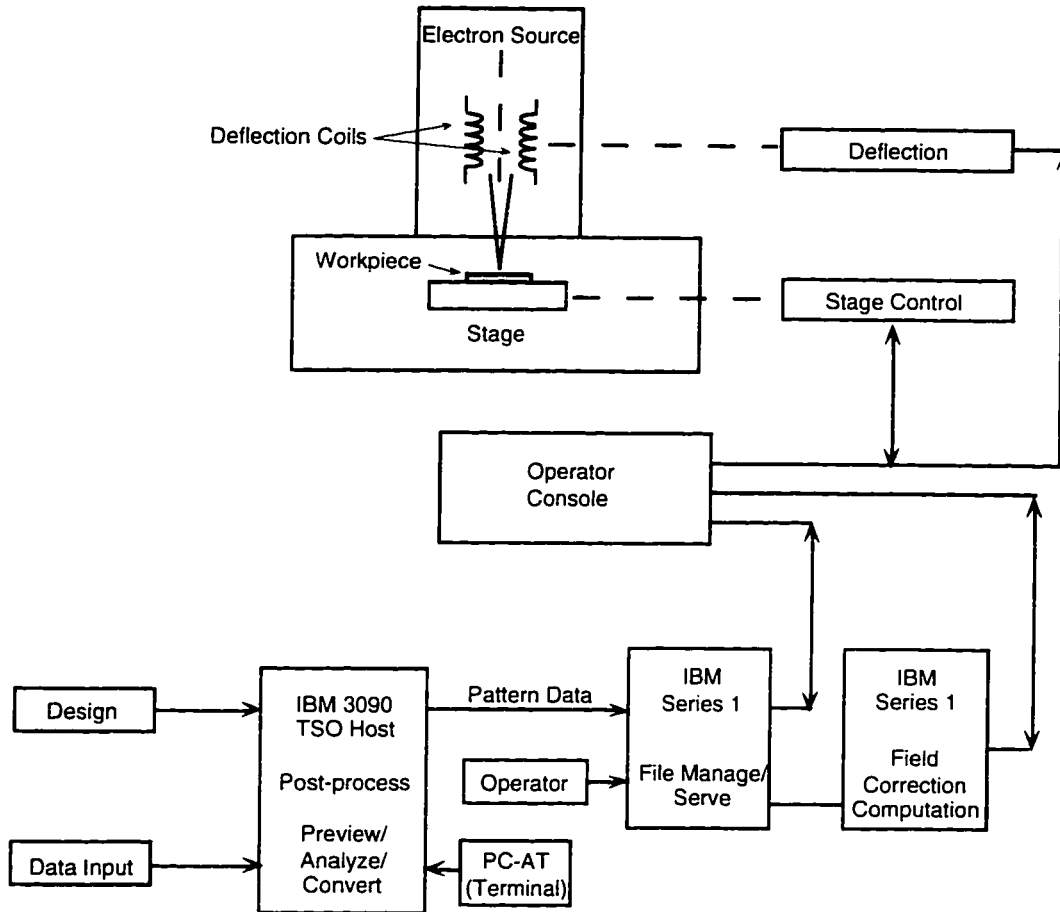 Electron Source
Deflection Coils
Deflection
Workpiece
Stage
Stage Control
Operator
Console
Design
IBM 3090
TSO Host
Post-process
Preview/
Analyze/
Convert
Data Input
Pattern Data
Operator
PC-AT
(Terminal)
IBM
Series 1
File Manage/
Serve
IBM
Series 1
Field
Correction
Computation